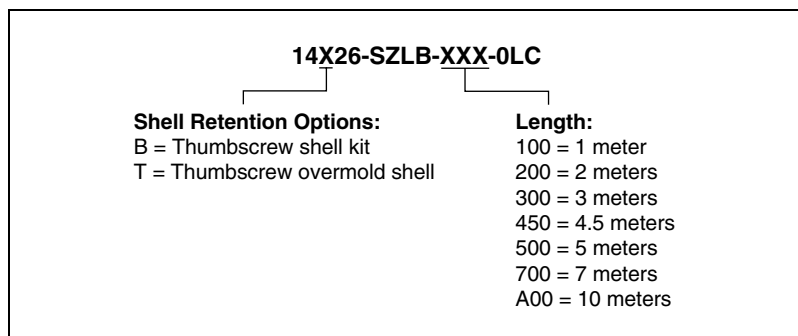 14X26-SZLB-XXX-0LC
Shell Retention Options:
B = Thumbscrew shell kit
T = Thumbscrew overmold shell
Length:
100 = 1 meter
200 = 2 meters
300 = 3 meters
450 = 4.5 meters
500 = 5 meters
700 = 7 meters
A00 = 10 meters